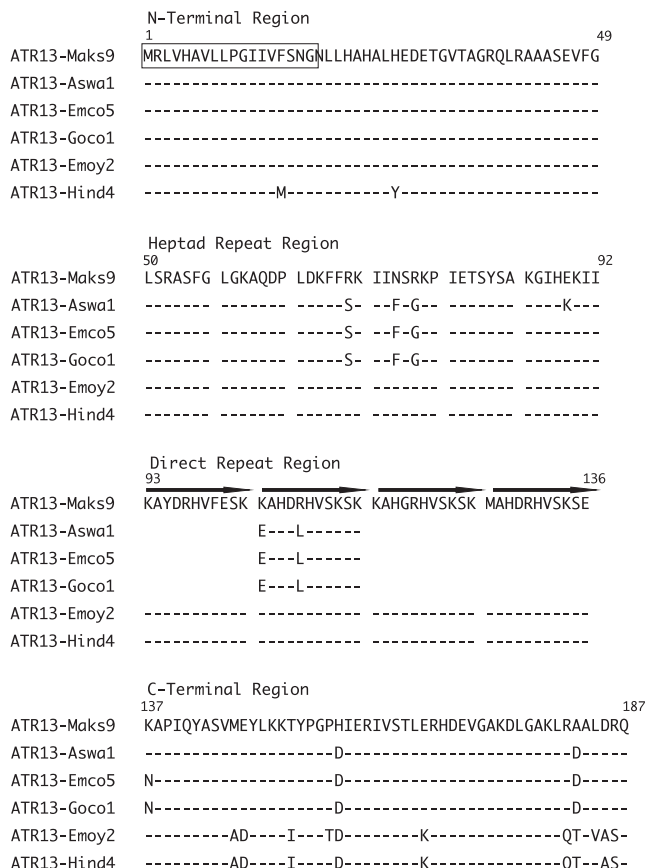 N-Terminal Region
1 49
ATR13-Maks9 MRLVHAVLLPGIIVFSNGNLLHAHALHEDETGVTAGRQLRAAASEVFG
ATR13-Aswa1 ------------------------------------------------
ATR13-Emco5 ------------------------------------------------
ATR13-Goco1 ------------------------------------------------
ATR13-Emoy2 ------------------------------------------------
ATR13-Hind4 --------------M-----------Y---------------------
Heptad Repeat Region
50 92
ATR13-Maks9 LSRASFG LGKAQDP LDKFFRK IINSRKP IETSYSA KGIHEKII
ATR13-Aswa1 ------- ------- -----S- --F-G-- ------- ----K---
ATR13-Emco5 ------- ------- -----S- --F-G-- ------- --------
ATR13-Goco1 ------- ------- -----S- --F-G-- ------- --------
ATR13-Emoy2 ------- ------- ------- ------- ------- --------
ATR13-Hind4 ------- ------- ------- ------- ------- --------
Direct Repeat Region
93 136
ATR13-Maks9 KAYDRHVFESK KAHDRHVSKSK KAHGRHVSKSK MAHDRHVSKSE
ATR13-Aswa1 E---L------
ATR13-Emco5 E---L------
ATR13-Goco1 E---L------
ATR13-Emoy2 ----------- ----------- ----------- -----------
ATR13-Hind4 ----------- ----------- ----------- -----------
C-Terminal Region
137 187
ATR13-Maks9 KAPIQYASVMEYLKKTYPGPHIERIVSTLERHDEVGAKDLGAKLRAALDRQ
ATR13-Aswa1 --------------------D------------------------D-----
ATR13-Emco5 N-------------------D------------------------D-----
ATR13-Goco1 N-------------------D------------------------D-----
ATR13-Emoy2 ---------AD----I---TD--------K--------------QT-VAS-
ATR13-Hind4 ---------AD----I----D--------K--------------QT--AS-